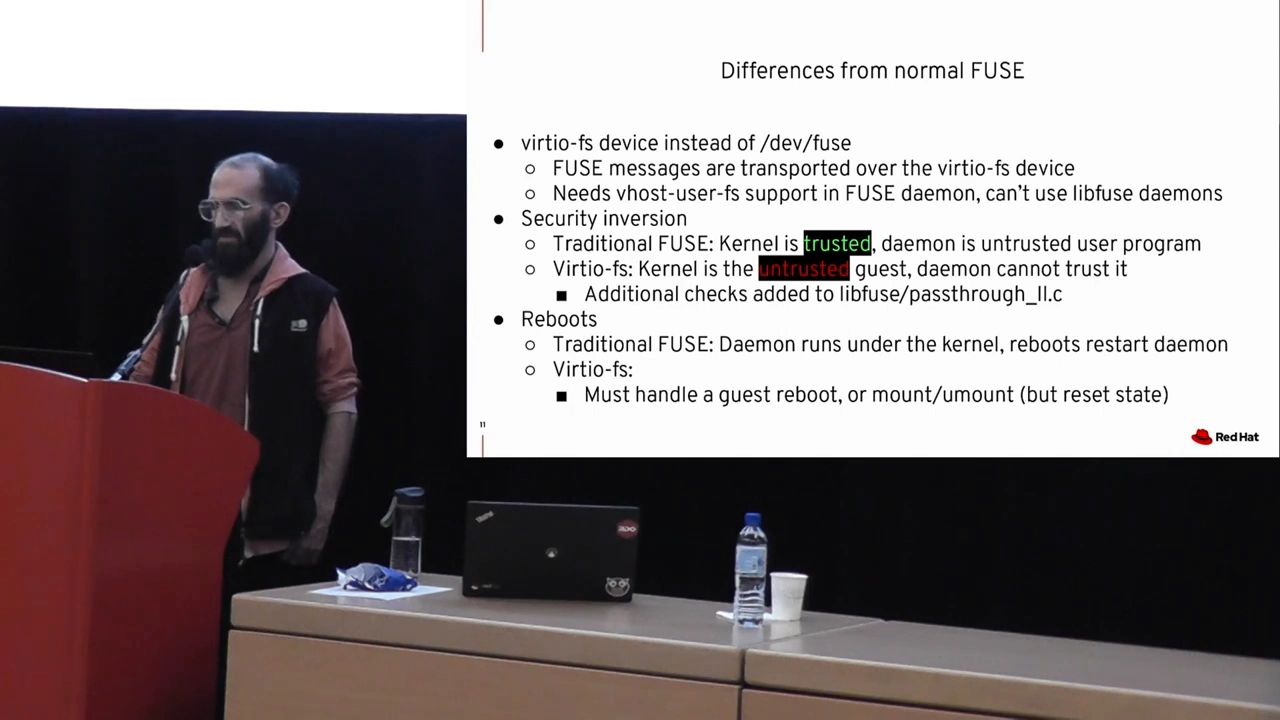 Differences from normal FUSE
● virtio-fs device instead of /dev/fuse
○ FUSE messages are transported over the virtio-fs device
○ Needs vhost-user-fs support in FUSE daemon, can't use libfuse daemons
● Security inversion
○ Traditional FUSE: Kernel is trusted, daemon is untrusted user program
○ Virtio-fs: Kernel is the untrusted guest, daemon cannot trust it
■ Additional checks added to libfuse/passthrough_ll.c
● Reboots
○ Traditional FUSE: Daemon runs under the kernel, reboots restart daemon
○ Virtio-fs:
■ Must handle a guest reboot, or mount/umount (but reset state)
11
Red Hat
ThinkPad